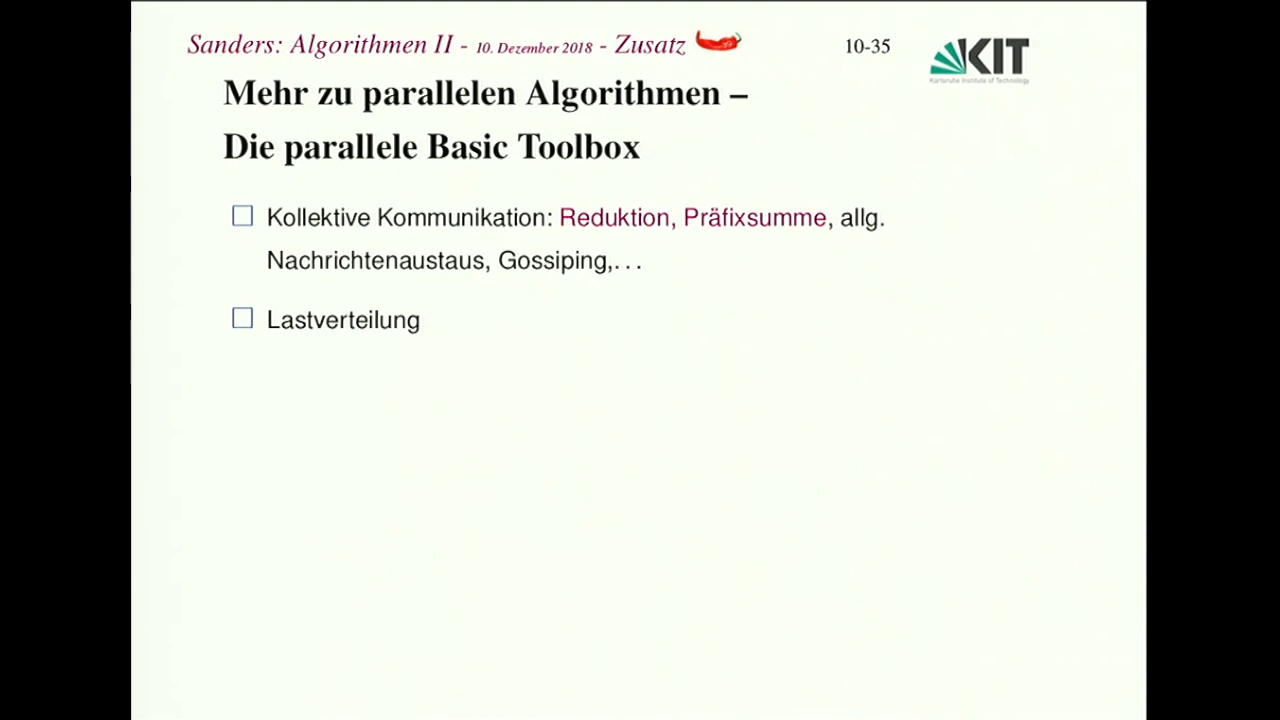 Sanders: Algorithmen II - 10. Dezember 2018 - Zusatz 10-35
KIT
Karlsruhe Institute of Technology
Mehr zu parallelen Algorithmen –
Die parallele Basic Toolbox
Kollektive Kommunikation: Reduktion, Präfixsumme, allg.
Nachrichtenaustaus, Gossiping,. . .
Lastverteilung